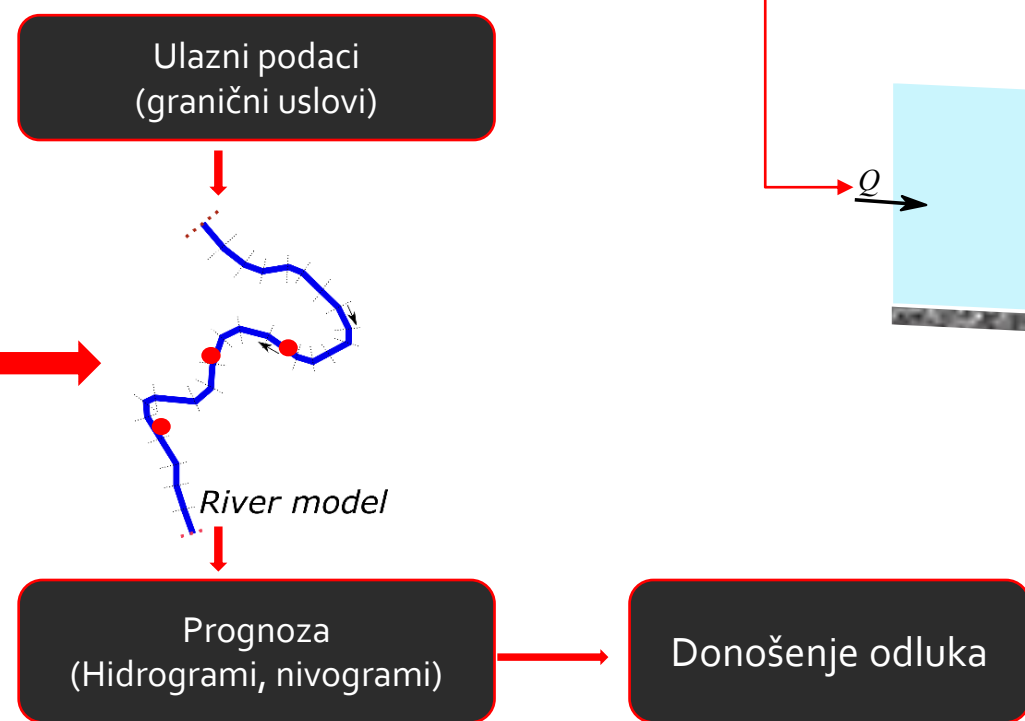 Ulazni podaci
(granični uslovi)
Q
River model
Prognoza
(Hidrogrami, nivogrami)
Donošenje odluka